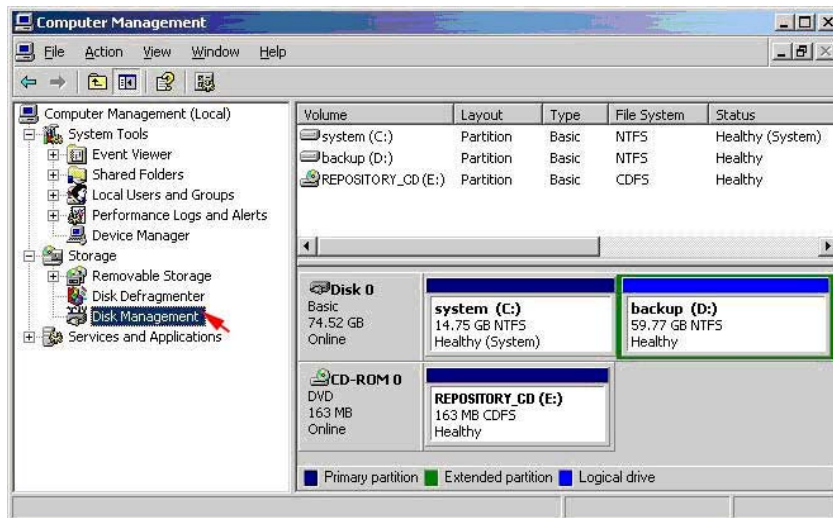 Computer Management
File Action View Window Help
Computer Management (Local)
System Tools
Event Viewer
Shared Folders
Local Users and Groups
Performance Logs and Alerts
Device Manager
Storage
Removable Storage
Disk Defragmenter
Disk Management
Services and Applications
Volume Layout Type File System Status
system (C:) Partition Basic NTFS Healthy (System)
backup (D:) Partition Basic NTFS Healthy
REPOSITORY_CD (E:) Partition Basic CDFS Healthy
Disk 0
Basic
74.52 GB
Online
system (C:)
14.75 GB NTFS
Healthy (System)
backup (D:)
59.77 GB NTFS
Healthy
CD-ROM 0
DVD
163 MB
Online
REPOSITORY_CD (E:)
163 MB CDFS
Healthy
Primary partition Extended partition Logical drive